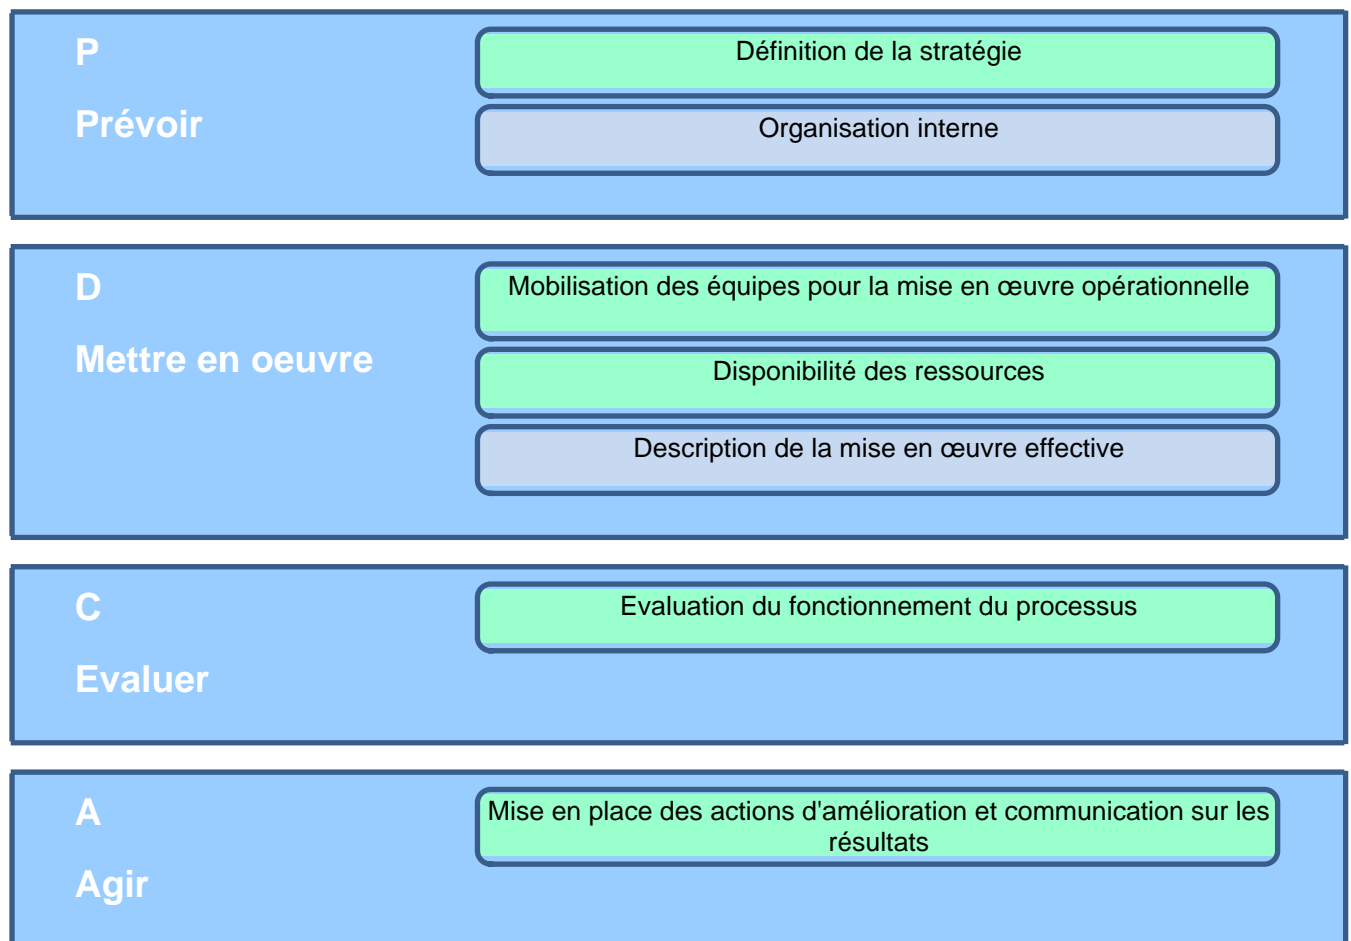 P
Définition de la stratégie
Prévoir
Organisation interne
D
Mobilisation des équipes pour la mise en œuvre opérationnelle
Mettre en oeuvre
Disponibilité des ressources
Description de la mise en œuvre effective
C
Evaluation du fonctionnement du processus
Evaluer
A
Mise en place des actions d'amélioration et communication sur les
résultats
Agir